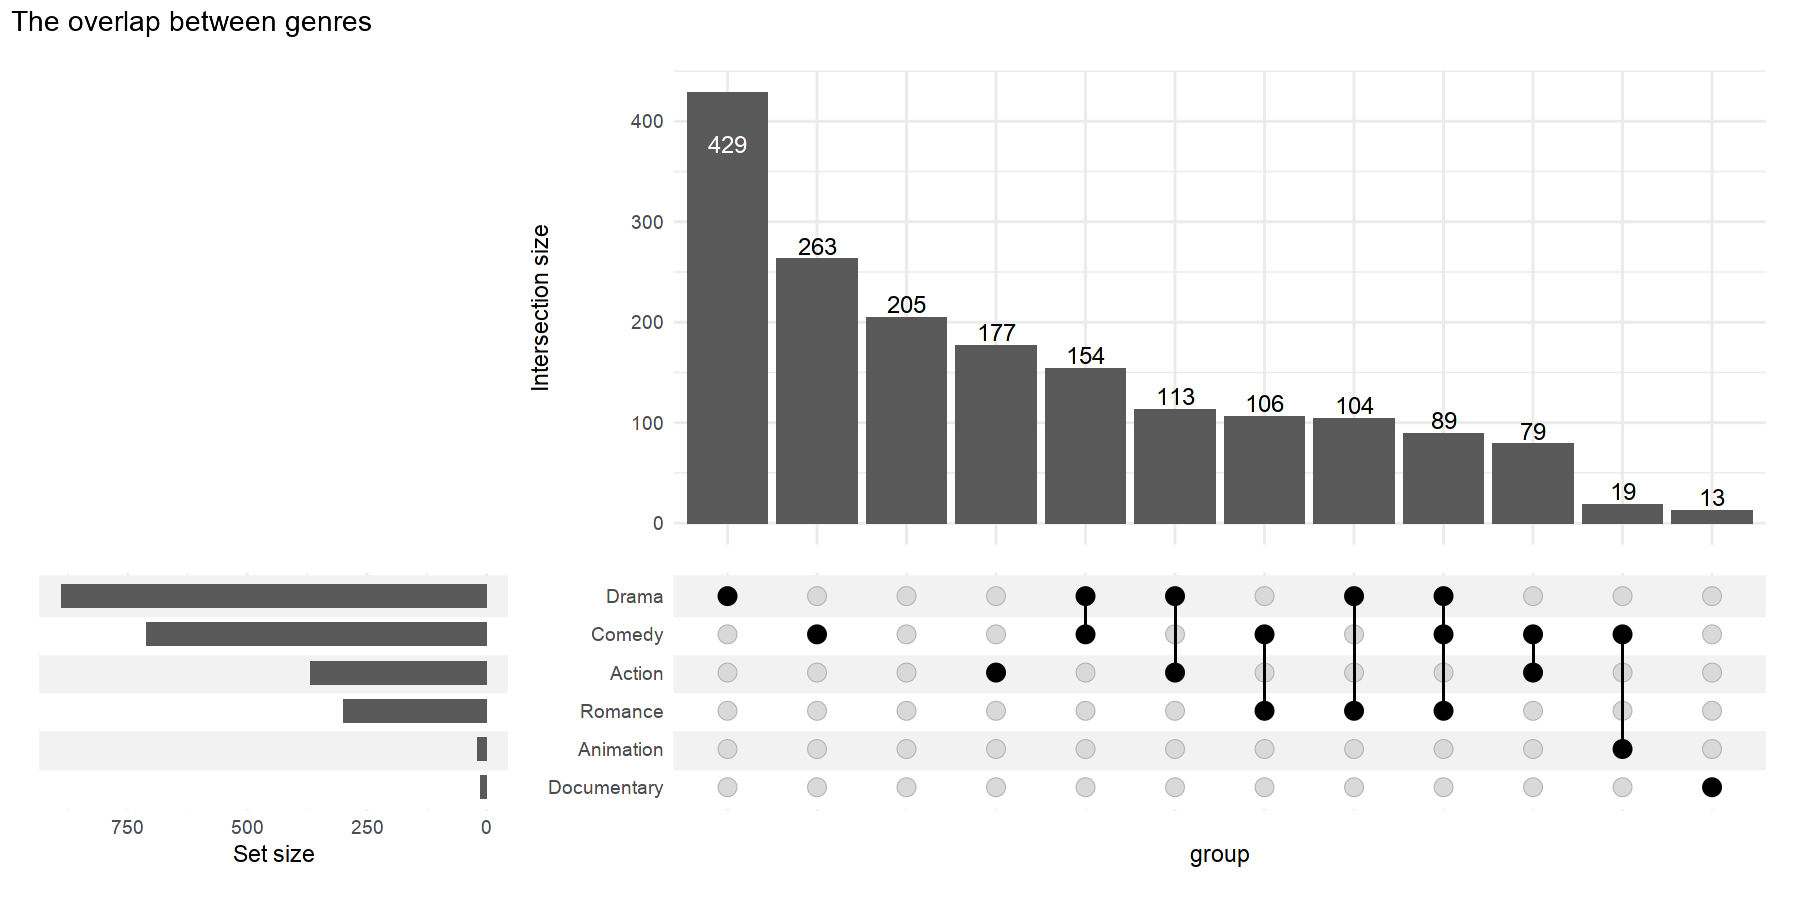 The overlap between genres
Intersection size
400
300
200
100
0
429
263
205
177
154
113
106
104
89
79
19
13
Drama
Comedy
Action
Romance
Animation
Documentary
750 500 250 0
Set size
group